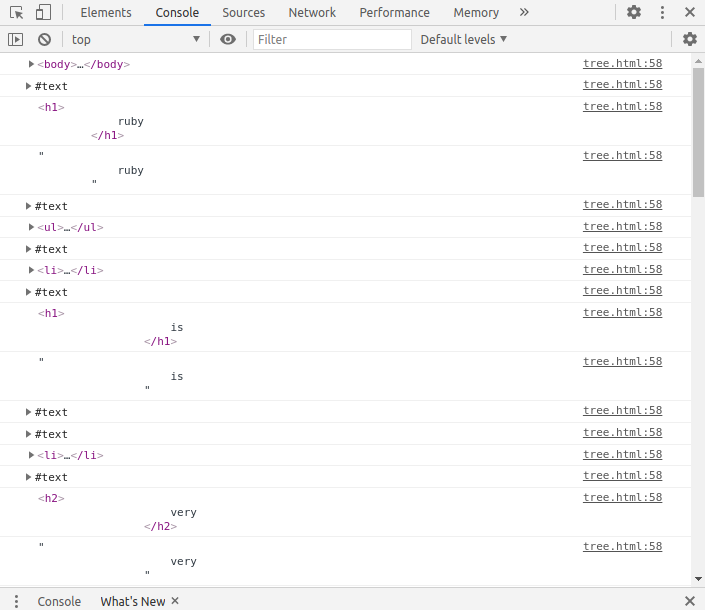 Elements Console Sources Network Performance Memory »
top Filter Default levels
<body>…</body> tree.html:58
#text tree.html:58
<h1> tree.html:58
ruby
</h1>
" tree.html:58
ruby
"
#text tree.html:58
<ul>…</ul> tree.html:58
#text tree.html:58
<li>…</li> tree.html:58
#text tree.html:58
<h1> tree.html:58
is
</h1>
" tree.html:58
is
"
#text tree.html:58
#text tree.html:58
<li>…</li> tree.html:58
#text tree.html:58
<h2> tree.html:58
very
</h2>
" tree.html:58
very
"
Console What's New